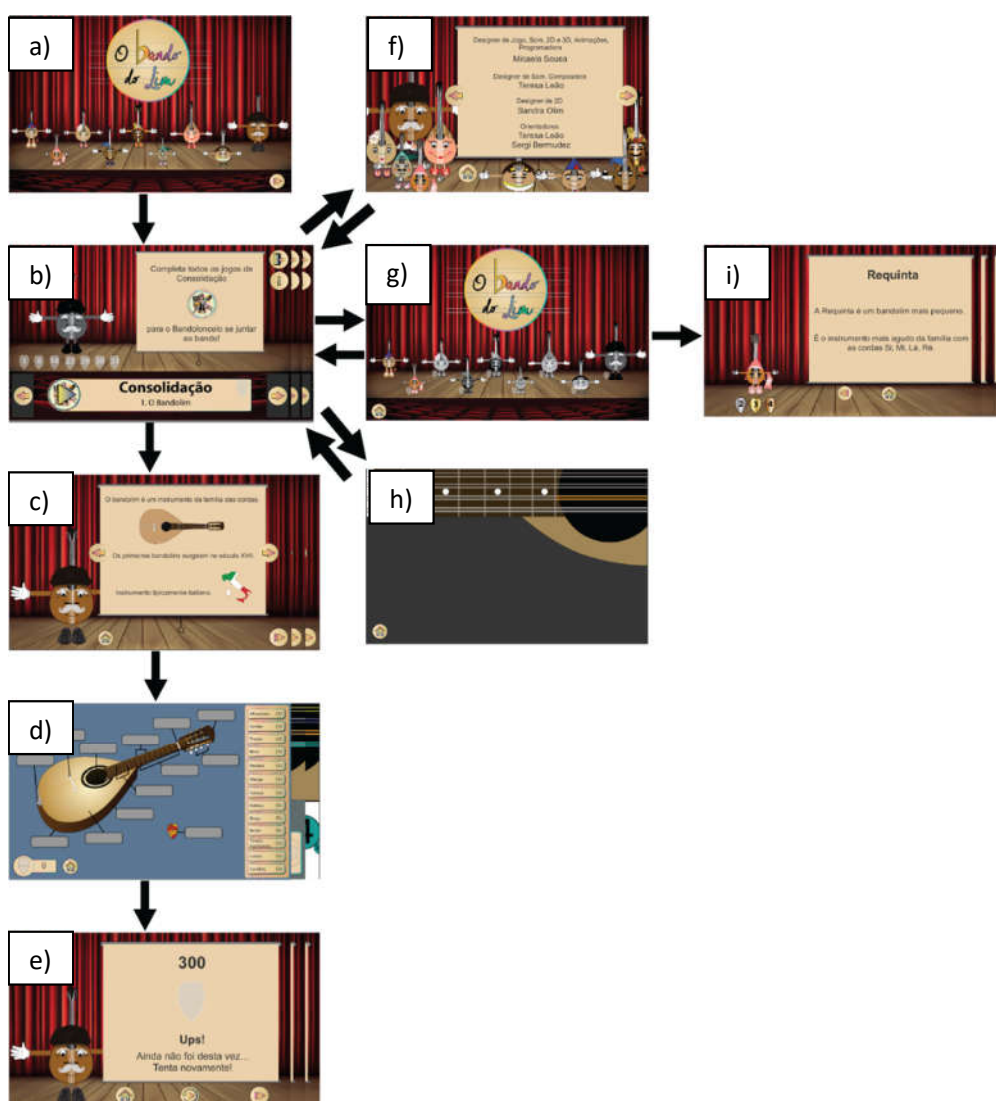 a)
O bando
do Lisu
f)
Designer de Jogo, Som, 2D e 3D, Animações,
Programadora
Micaela Sousa
Designer de Som, Compositora
Teresa Leão
Designer de 2D
Sandra Olim
Orientadores
Teresa Leão
Sergi Bermudez
b)
Completa todos os jogos de
Consolidação
para o Bandoloncelo se juntar
ao bando!
Consolidação
1. O Bandolim
g)
O bando
do Lisu
i)
Requinta
A Requinta é um bandolim mais pequeno.
É o instrumento mais agudo da família com
as cordas Si, Mi, Lá, Ré.
c)
O bandolim é um instrumento da família das cordas.
Os primeiros bandolins surgiram no século XVII.
Instrumento tipicamente italiano.
h)
d)
0
e)
300
Ups!
Ainda não foi desta vez...
Tenta novamente!